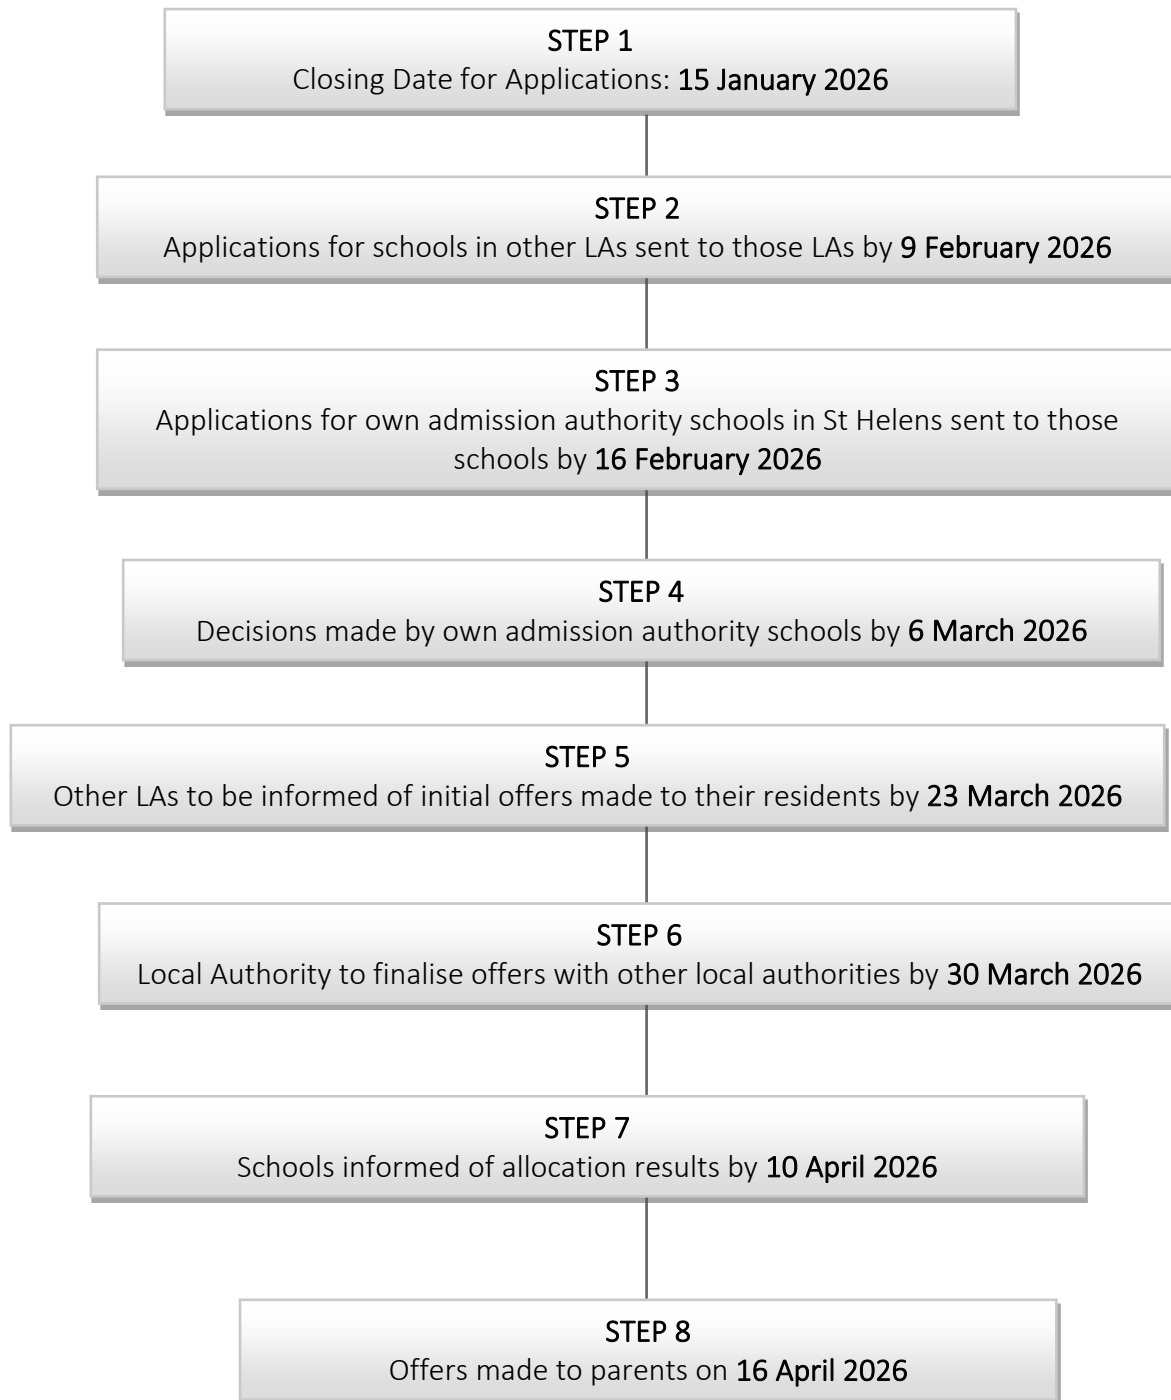 STEP 1
Closing Date for Applications: 15 January 2026
STEP 2
Applications for schools in other LAs sent to those LAs by 9 February 2026
STEP 3
Applications for own admission authority schools in St Helens sent to those
schools by 16 February 2026
STEP 4
Decisions made by own admission authority schools by 6 March 2026
STEP 5
Other LAs to be informed of initial offers made to their residents by 23 March 2026
STEP 6
Local Authority to finalise offers with other local authorities by 30 March 2026
STEP 7
Schools informed of allocation results by 10 April 2026
STEP 8
Offers made to parents on 16 April 2026